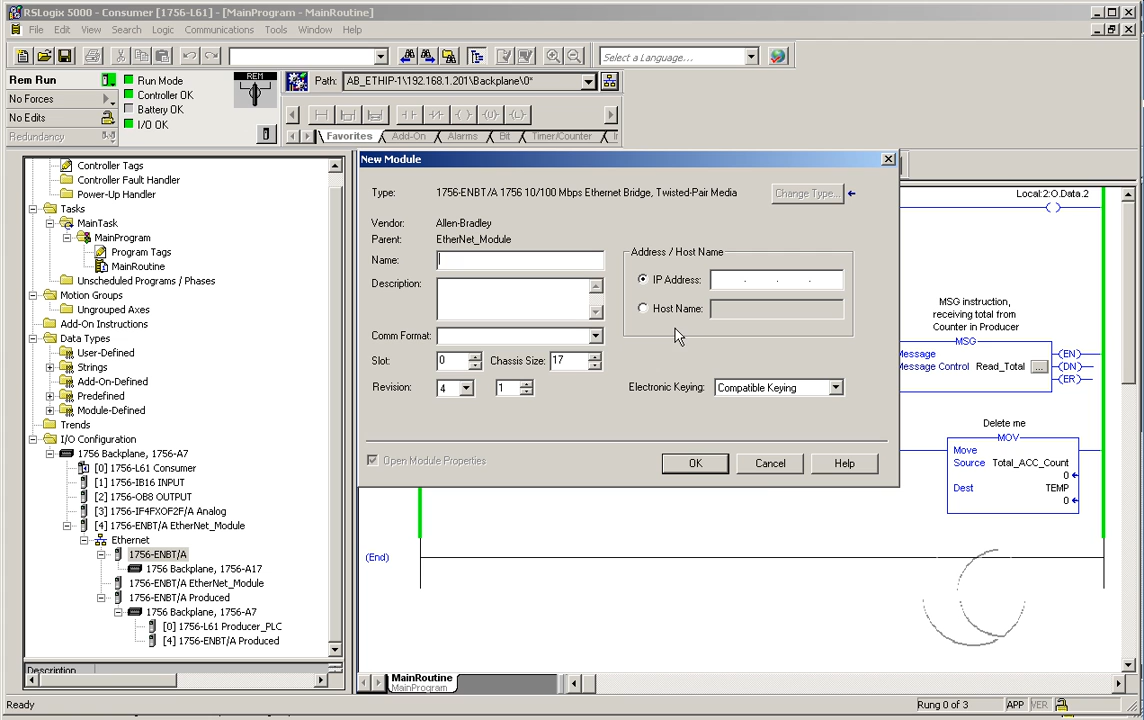 RSLogix 5000 - Consumer [1756-L61] - [MainProgram - MainRoutine]
File Edit View Search Logic Communications Tools Window Help
Select a Language...
Rem Run
Run Mode
REM
Path: AB_ETHIP-1\192.168.1.201\Backplane\0*
No Forces
Controller OK
Battery OK
No Edits
I/O OK
Redundancy
Favorites Add-On Alarms Bit Timer/Counter
Controller Tags
Controller Fault Handler
Power-Up Handler
Tasks
MainTask
MainProgram
Program Tags
MainRoutine
Unscheduled Programs / Phases
Motion Groups
Ungrouped Axes
Add-On Instructions
Data Types
User-Defined
Strings
Add-On-Defined
Predefined
Module-Defined
Trends
I/O Configuration
1756 Backplane, 1756-A7
[0] 1756-L61 Consumer
[1] 1756-IB16 INPUT
[2] 1756-OB8 OUTPUT
[3] 1756-IF4FXOF2F/A Analog
[4] 1756-ENBT/A EtherNet_Module
Ethernet
1756-ENBT/A
1756 Backplane, 1756-A17
1756-ENBT/A EtherNet_Module
1756-ENBT/A Produced
1756 Backplane, 1756-A7
[0] 1756-L61 Producer_PLC
[4] 1756-ENBT/A Produced
Description
New Module
Type: 1756-ENBT/A 1756 10/100 Mbps Ethernet Bridge, Twisted-Pair Media
Change Type...
Vendor: Allen-Bradley
Parent: EtherNet_Module
Name:
Address / Host Name
IP Address: . . .
Description:
Host Name:
Comm Format:
Slot: 0 Chassis Size: 17
Revision: 4 1
Electronic Keying: Compatible Keying
Open Module Properties
OK Cancel Help
Local:2:O.Data.2
MSG instruction,
receiving total from
Counter in Producer
MSG
Message
Message Control Read_Total ...
(EN)
(DN)
(ER)
Delete me
MOV
Move
Source Total_ACC_Count
0
Dest TEMP
0
(End)
MainRoutine
MainProgram
Ready
Rung 0 of 3 APP VER